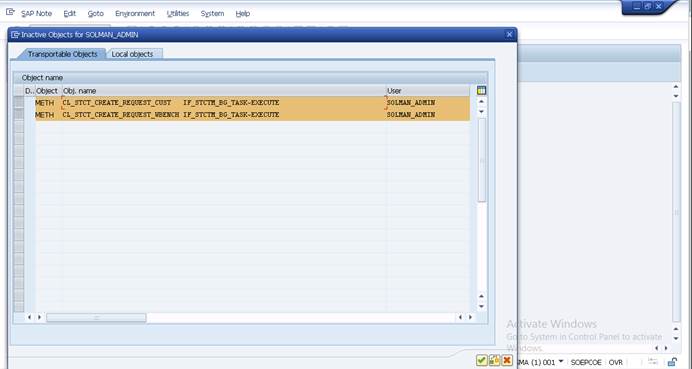 SAP Note Edit Goto Environment Utilities System Help
Inactive Objects for SOLMAN_ADMIN
Transportable Objects Local objects
Object name
D.. Object Obj. name User
METH CL_STCT_CREATE_REQUEST_CUST IF_STCTM_BG_TASK~EXECUTE SOLMAN_ADMIN
METH CL_STCT_CREATE_REQUEST_WBENCH IF_STCTM_BG_TASK~EXECUTE SOLMAN_ADMIN
Activate Windows
Go to System in Control Panel to activate
Windows.
SMA (1) 001 SOEPCOE OVR